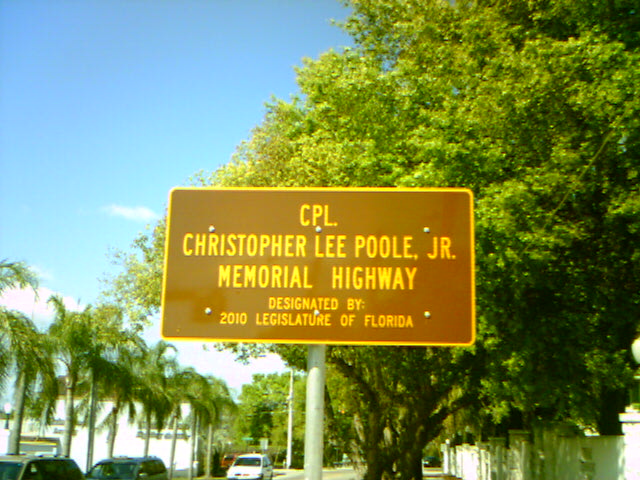 CPL.
CHRISTOPHER LEE POOLE, JR.
MEMORIAL HIGHWAY
DESIGNATED BY:
2010 LEGISLATURE OF FLORIDA